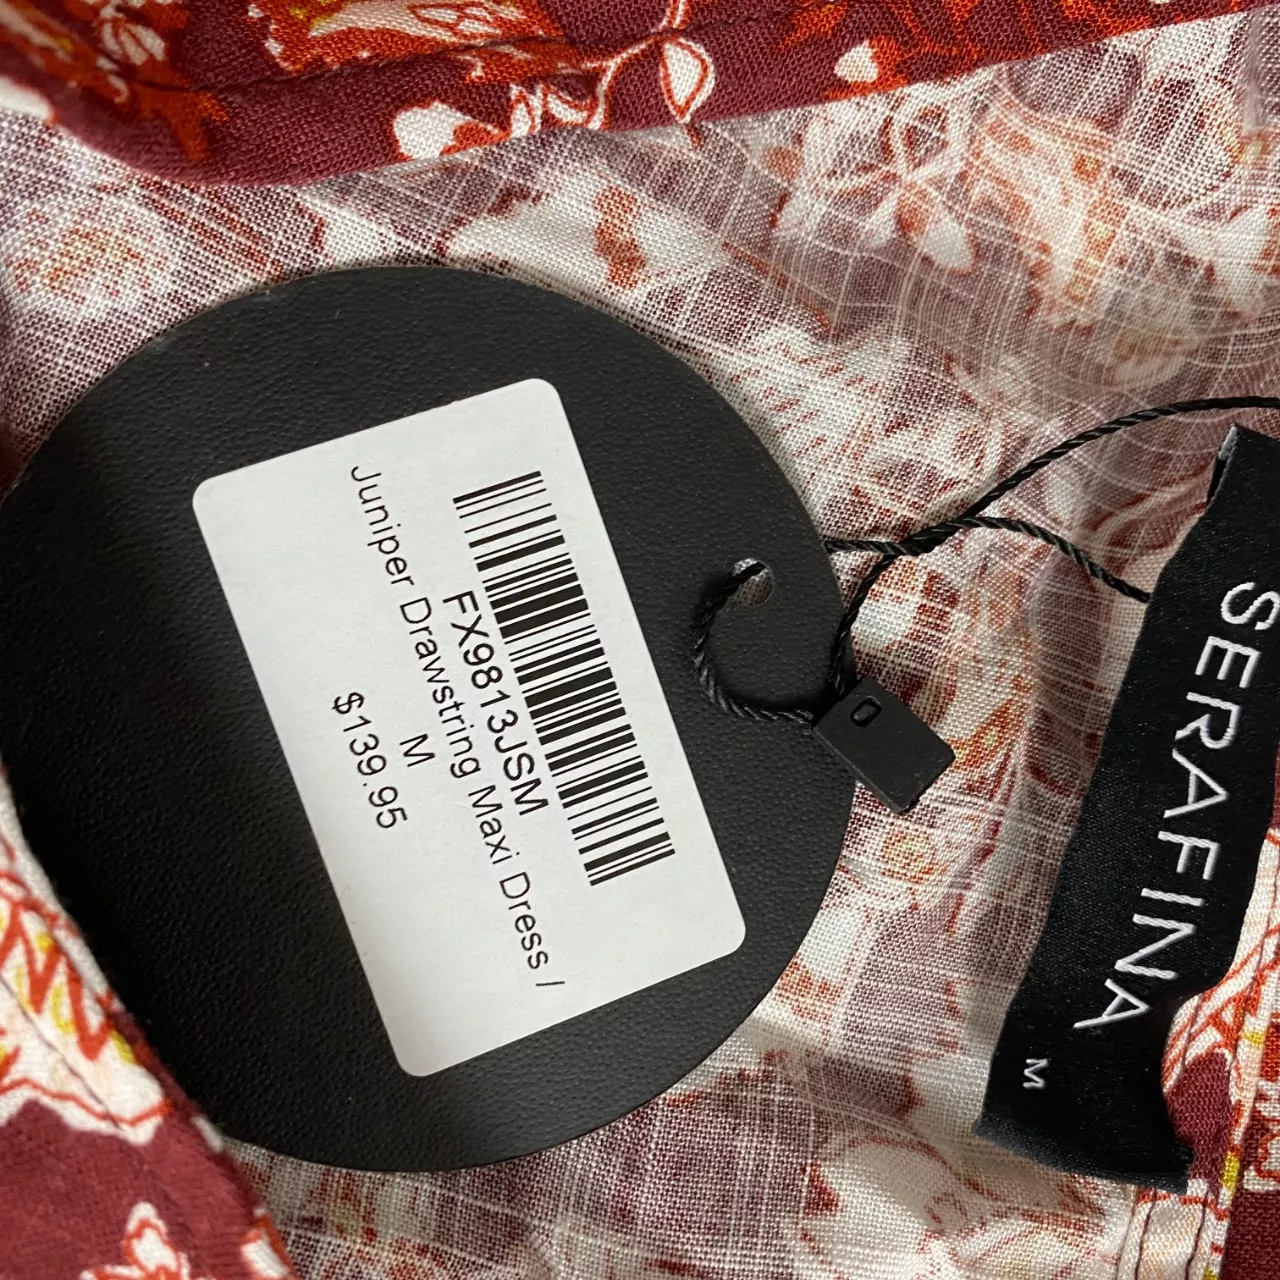 FX9813JSM
Juniper Drawstring Maxi Dress /
M
$139.95
SERAFINA
M